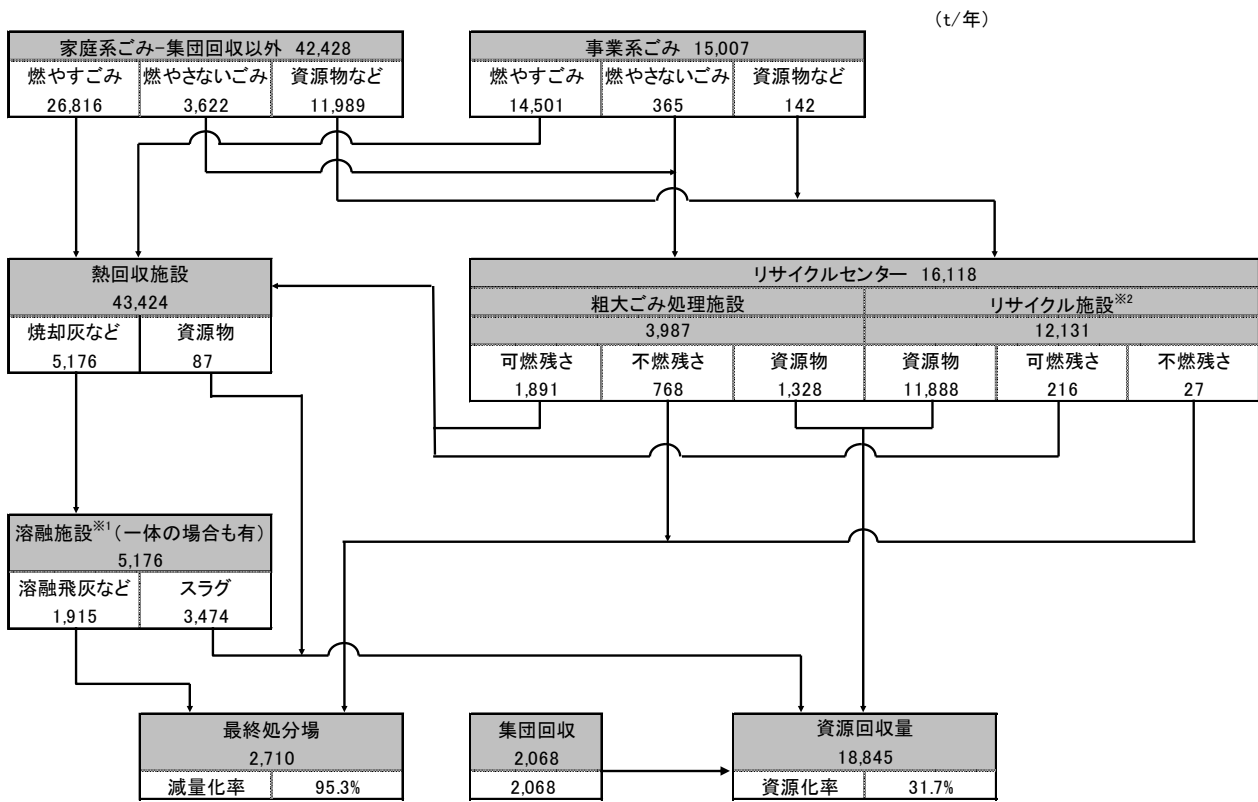 (t/年)
家庭系ごみ-集団回収以外 42,428
燃やすごみ 燃やさないごみ 資源物など
26,816 3,622 11,989
事業系ごみ 15,007
燃やすごみ 燃やさないごみ 資源物など
14,501 365 142
熱回収施設
43,424
焼却灰など 資源物
5,176 87
リサイクルセンター 16,118
粗大ごみ処理施設 リサイクル施設※2
3,987 12,131
可燃残さ 不燃残さ 資源物 資源物 可燃残さ 不燃残さ
1,891 768 1,328 11,888 216 27
溶融施設※1(一体の場合も有)
5,176
溶融飛灰など スラグ
1,915 3,474
最終処分場
2,710
減量化率 95.3%
集団回収
2,068
2,068
資源回収量
18,845
資源化率 31.7%